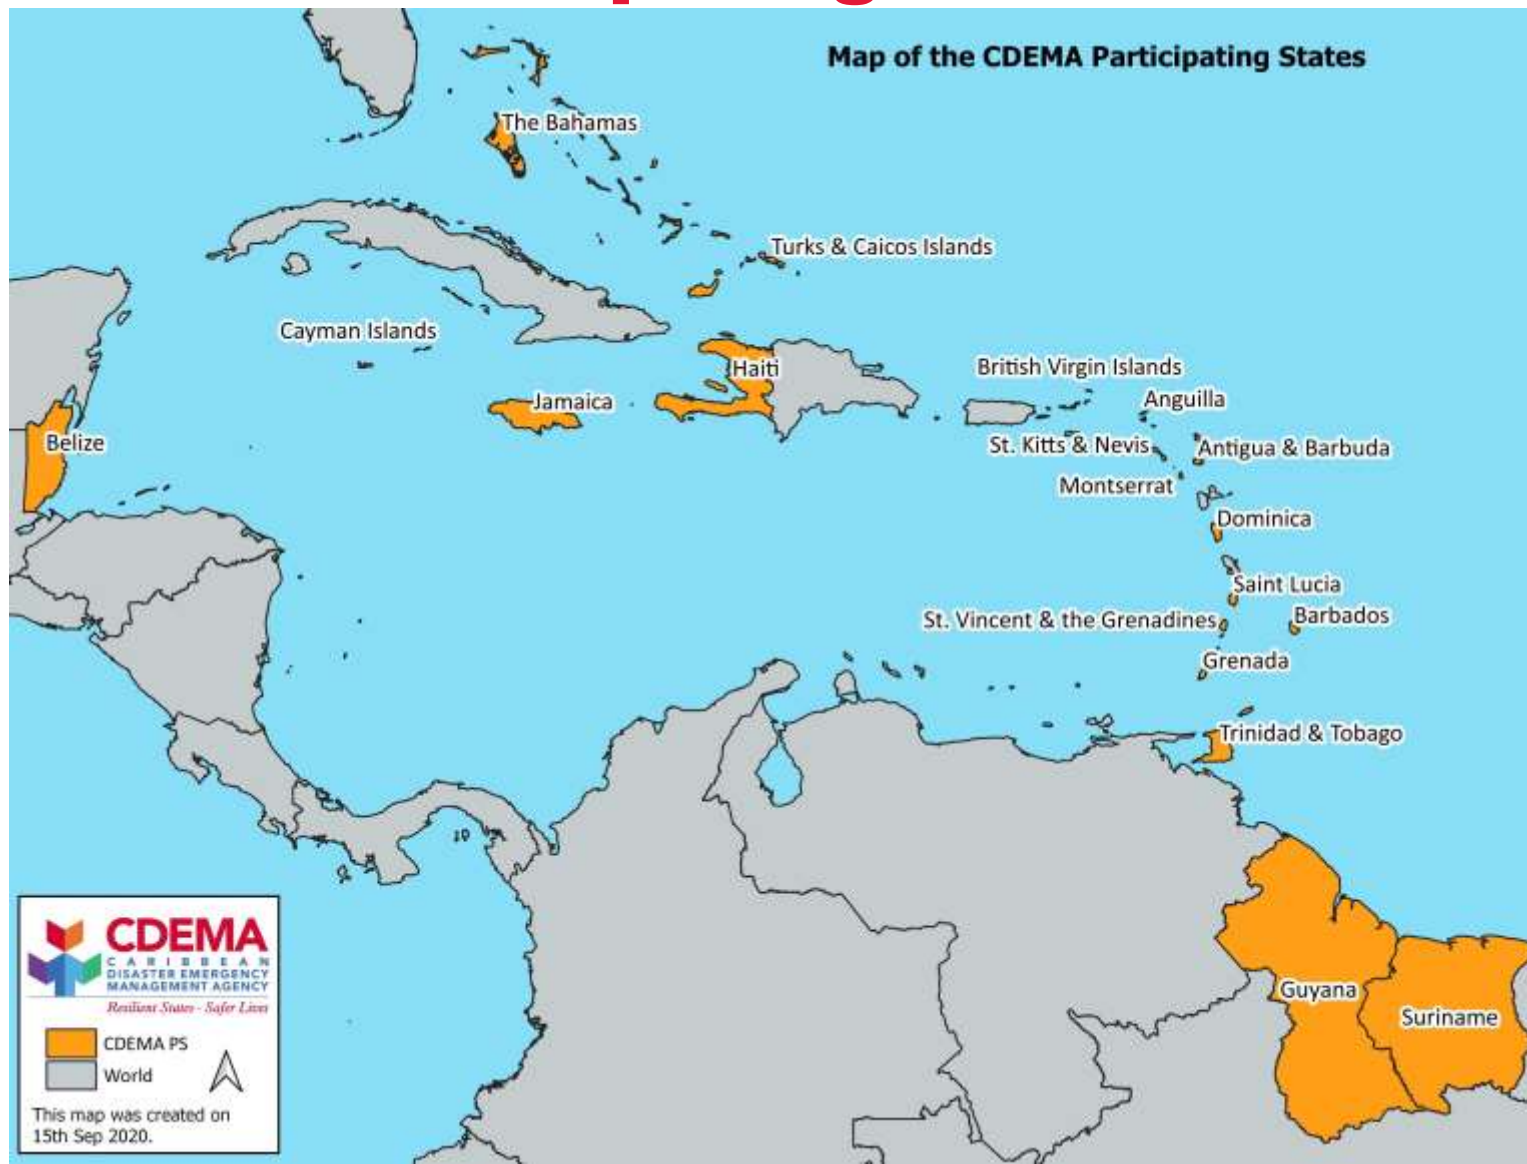 Map of the CDEMA Participating States
The Bahamas
Turks & Caicos Islands
Cayman Islands
Haiti
British Virgin Islands
Jamaica
Anguilla
Belize
St. Kitts & Nevis
Antigua & Barbuda
Montserrat
Dominica
Saint Lucia
St. Vincent & the Grenadines
Barbados
Grenada
Trinidad & Tobago
Guyana
Suriname
CDEMA
CARIBBEAN
DISASTER EMERGENCY
MANAGEMENT AGENCY
Resilient States - Safer Lives
CDEMA PS
World
This map was created on
15th Sep 2020.